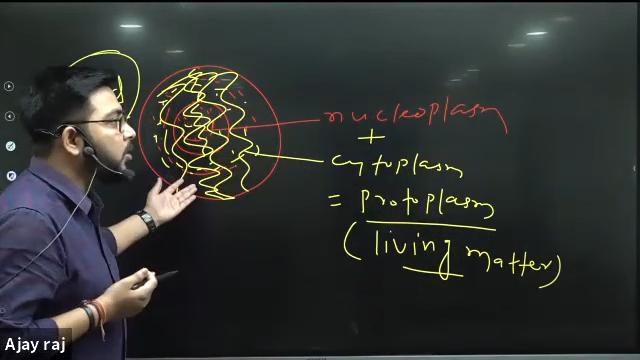 nucleoplasm
+
cytoplasm
= protoplasm
(living matter)
Ajay raj